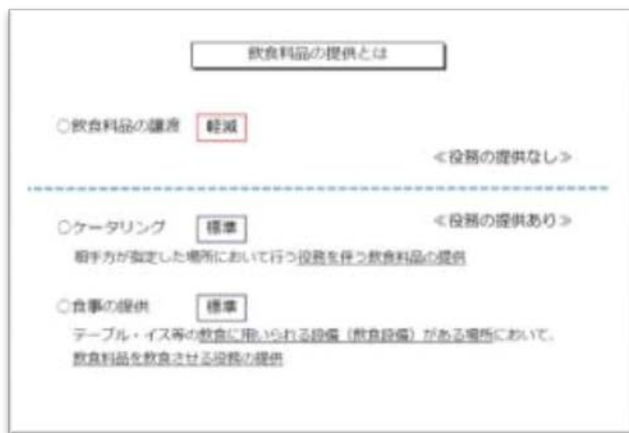 飲食料品の提供とは
○飲食料品の譲渡 軽減
≪役務の提供なし≫
○ケータリング 標準 ≪役務の提供あり≫
相手方が指定した場所において行う役務を伴う飲食料品の提供
○食事の提供 標準
テーブル・イス等の飲食に用いられる設備（飲食設備）がある場所において、
飲食料品を飲食させる役務の提供